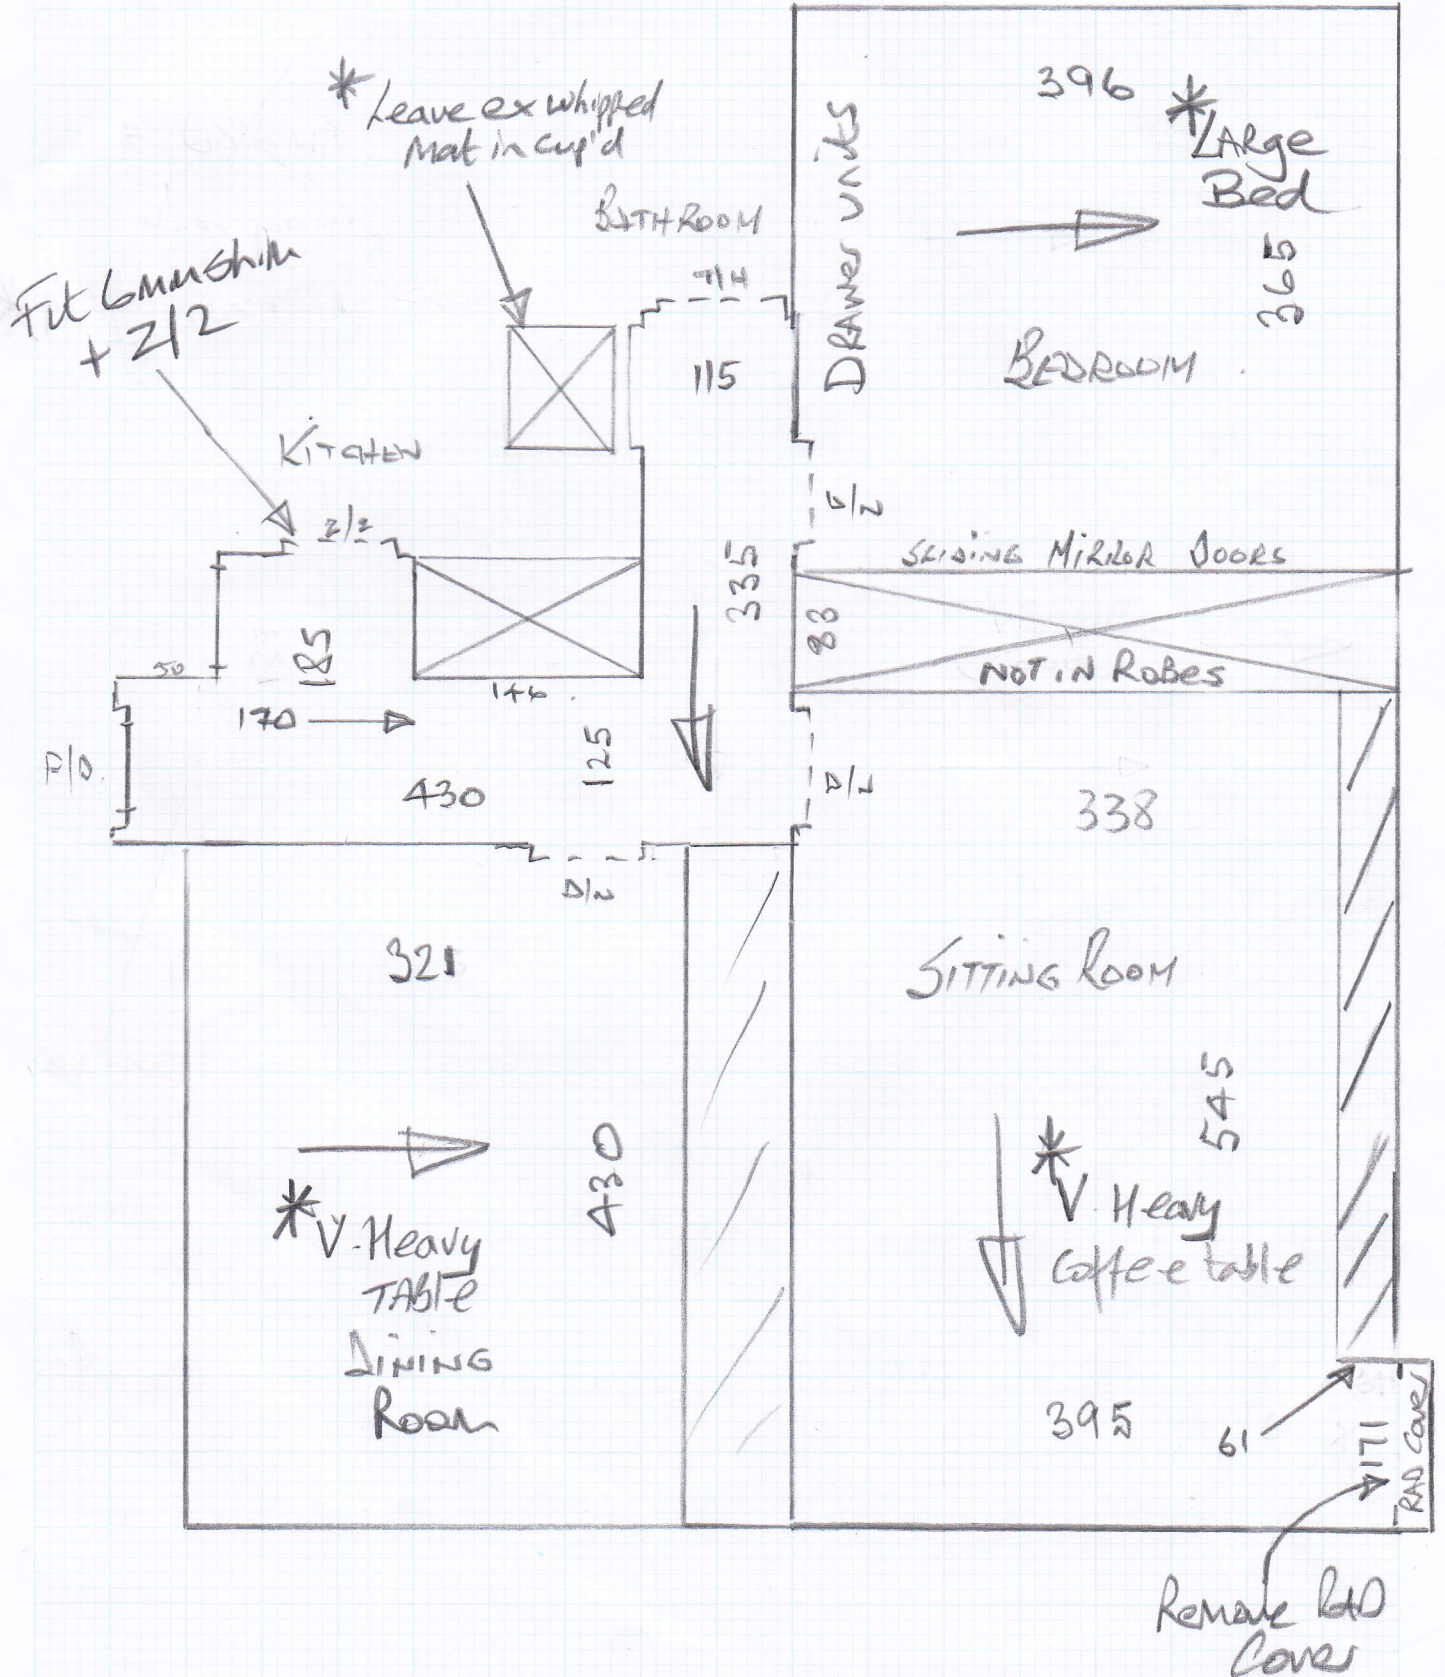 396
* LARge
Bed
* Leave ex whipped
Mat in Cup'd
BATHROOM
T/H
DRAWer units
365
Fit 6mm Shim
+ Z/2
115
BEDROOM
KITCHEN
Z/2
SLIDING MIRROR DOORS
335
83
50
185
146
NOT IN ROBES
170
125
F/D
430
338
321
SITTING ROOM
545
430
* V. Heavy
TABLE
* V. Heavy
Coffee table
DINING
Room
395
61
171
RAD Cover
Remove RAD
Cover